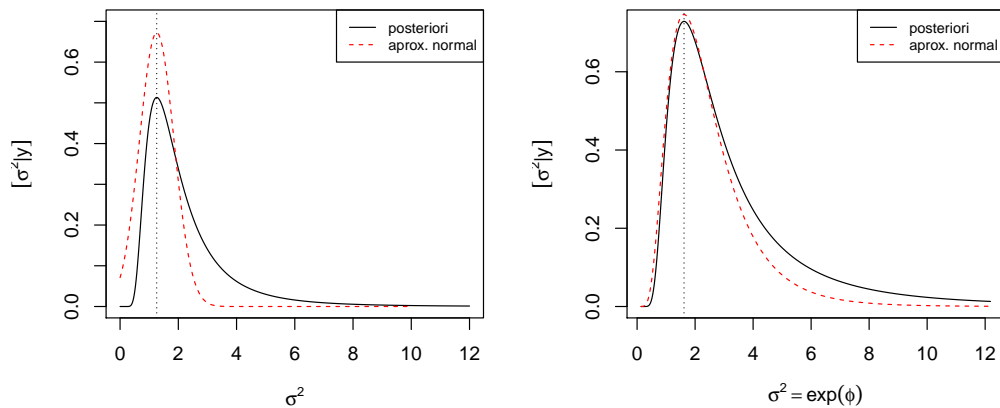 posteriori
aprox. normal
[σ²|y]
0.0 0.2 0.4 0.6
0 2 4 6 8 10 12
σ²
posteriori
aprox. normal
[σ²|y]
0.0 0.2 0.4 0.6
0 2 4 6 8 10 12
σ² = exp(ϕ)